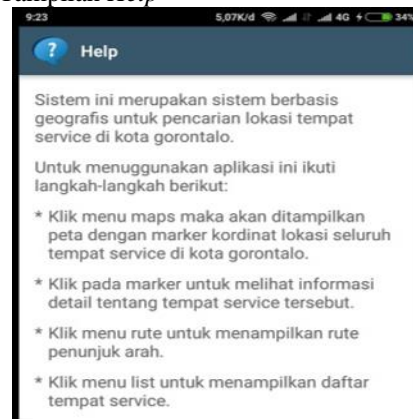 Tampilan Help
9:23 5,07K/d 4G 34%
? Help
Sistem ini merupakan sistem berbasis
geografis untuk pencarian lokasi tempat
service di kota gorontalo.
Untuk menuggunakan aplikasi ini ikuti
langkah-langkah berikut:
* Klik menu maps maka akan ditampilkan
peta dengan marker kordinat lokasi seluruh
tempat service di kota gorontalo.
* Klik pada marker untuk melihat informasi
detail tentang tempat service tersebut.
* Klik menu rute untuk menampilkan rute
penunjuk arah.
* Klik menu list untuk menampilkan daftar
tempat service.